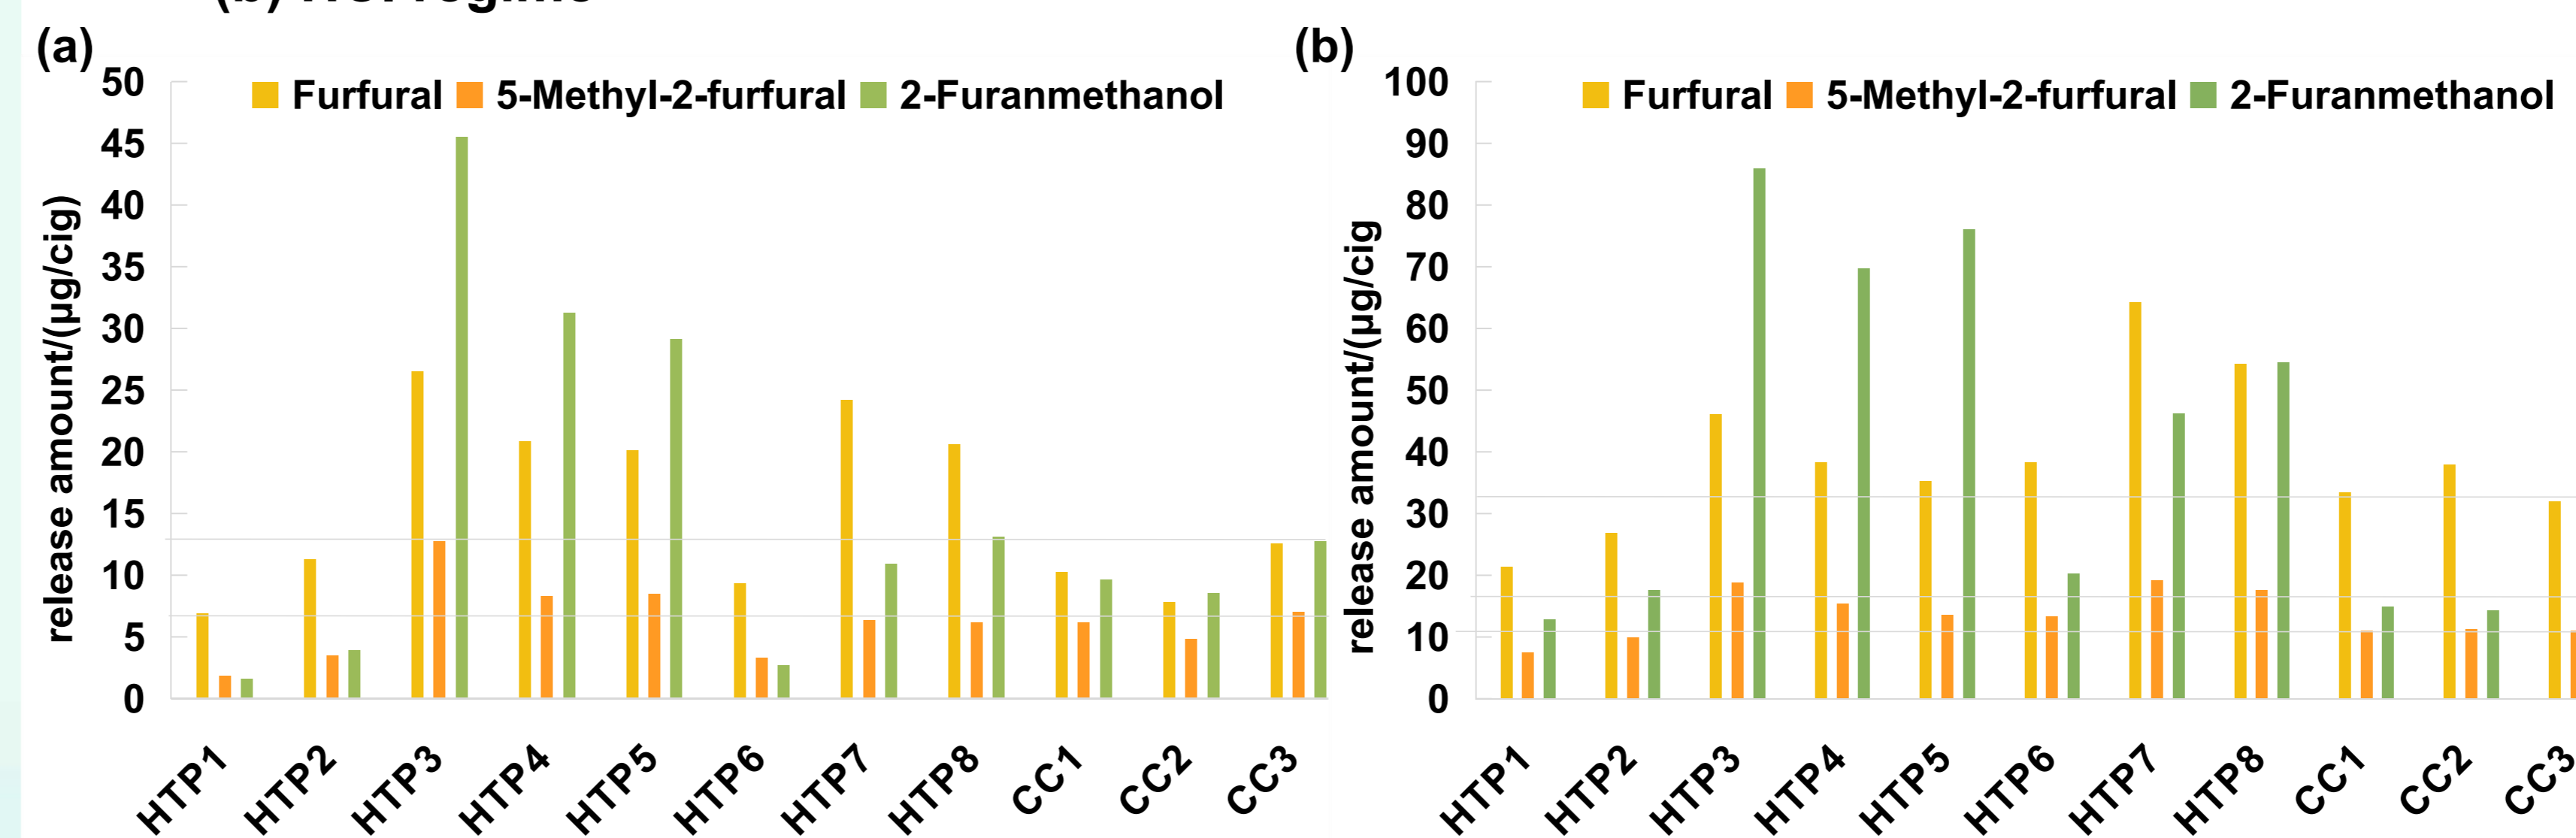 (a)
50
45
40
35
30
25
20
15
10
5
0
release amount/(μg/cig)
Furfural 5-Methyl-2-furfural 2-Furanmethanol
HTP1 HTP2 HTP3 HTP4 HTP5 HTP6 HTP7 HTP8 CC1 CC2 CC3
(b)
100
90
80
70
60
50
40
30
20
10
0
release amount/(μg/cig
Furfural 5-Methyl-2-furfural 2-Furanmethanol
HTP1 HTP2 HTP3 HTP4 HTP5 HTP6 HTP7 HTP8 CC1 CC2 CC3